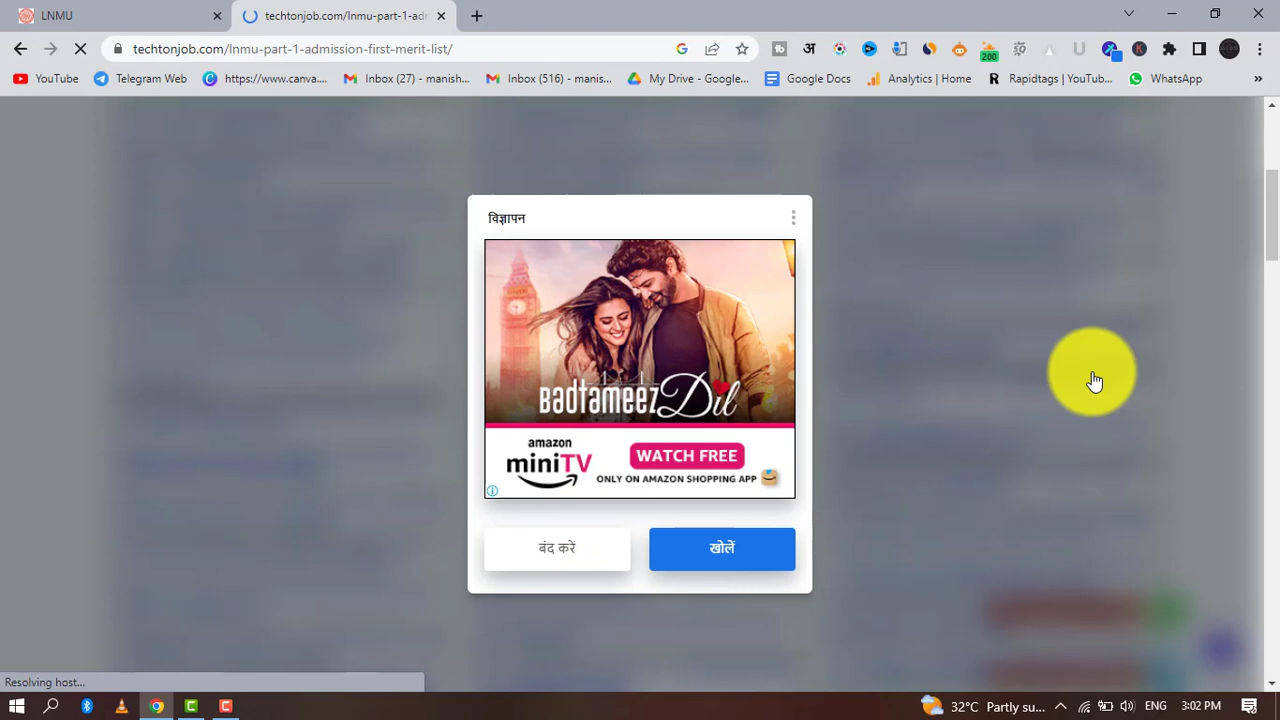 LNMU
techtonjob.com/lnmu-part-1-adm
techtonjob.com/lnmu-part-1-admission-first-merit-list/
200
YouTube
Telegram Web
https://www.canva....
Inbox (27) - manish...
Inbox (516) - manis...
My Drive - Google...
Google Docs
Analytics | Home
Rapidtags | YouTub...
WhatsApp
विज्ञापन
BADTAMEEZ Dil
amazon
miniTV
WATCH FREE
ONLY ON AMAZON SHOPPING APP
बंद करें
खोलें
Resolving host...
32°C Partly su...
ENG
3:02 PM